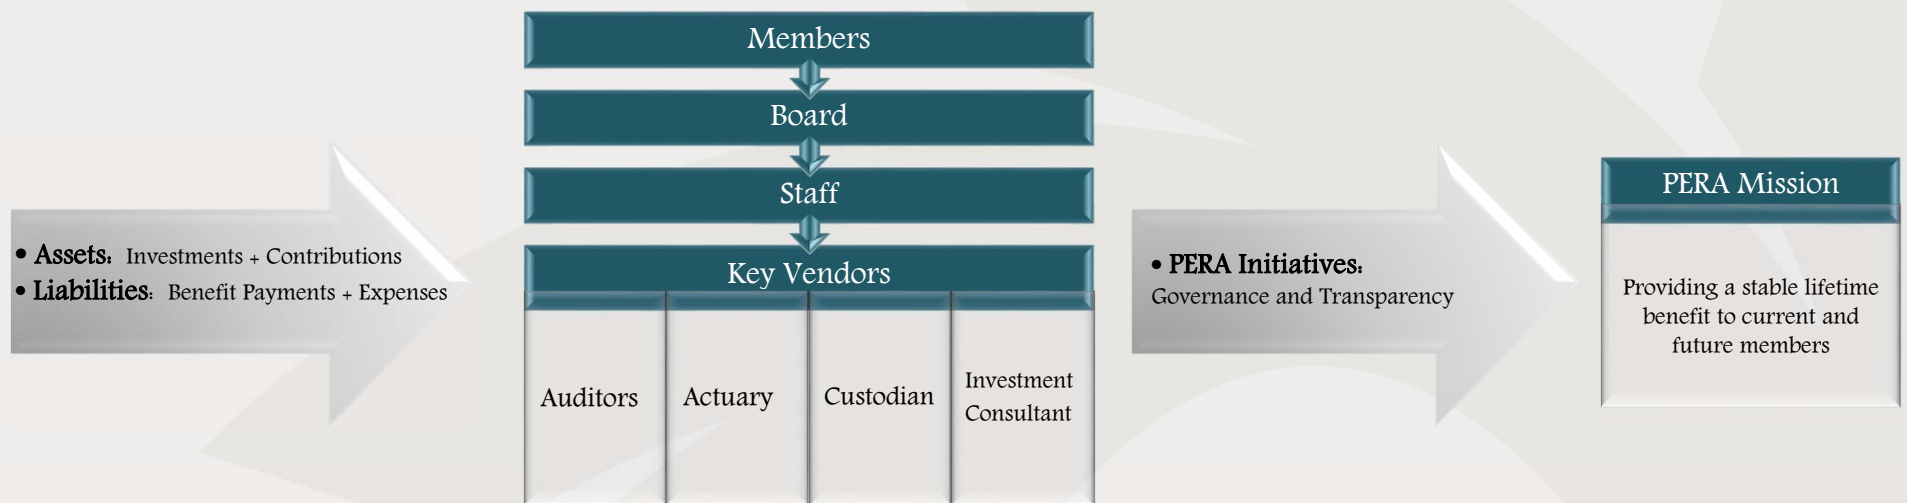 • Assets: Investments + Contributions
• Liabilities: Benefit Payments + Expenses
Members
Board
Staff
Key Vendors
Auditors
Actuary
Custodian
Investment
Consultant
• PERA Initiatives:
Governance and Transparency
PERA Mission
Providing a stable lifetime
benefit to current and
future members